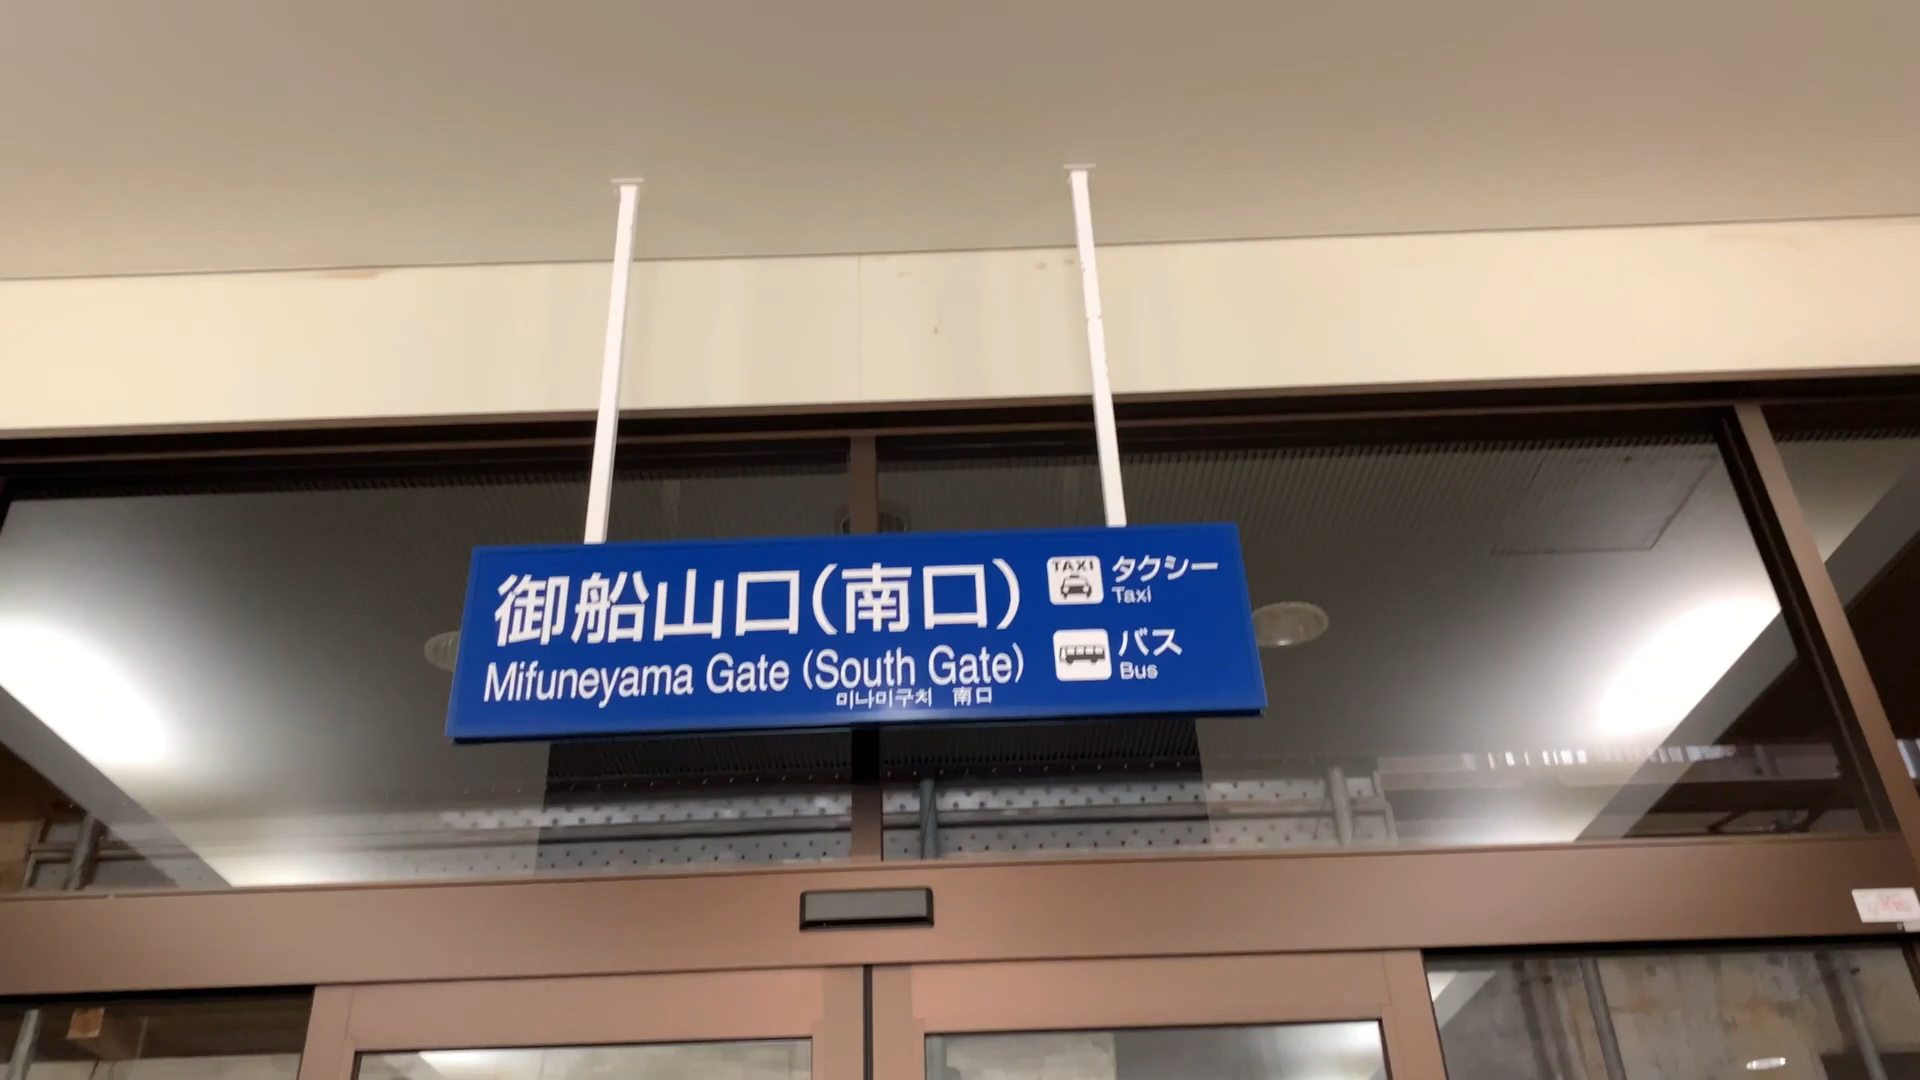 御船山口(南口)
Mifuneyama Gate (South Gate)
미나미구치 南口
TAXI
タクシー
Taxi
バス
Bus